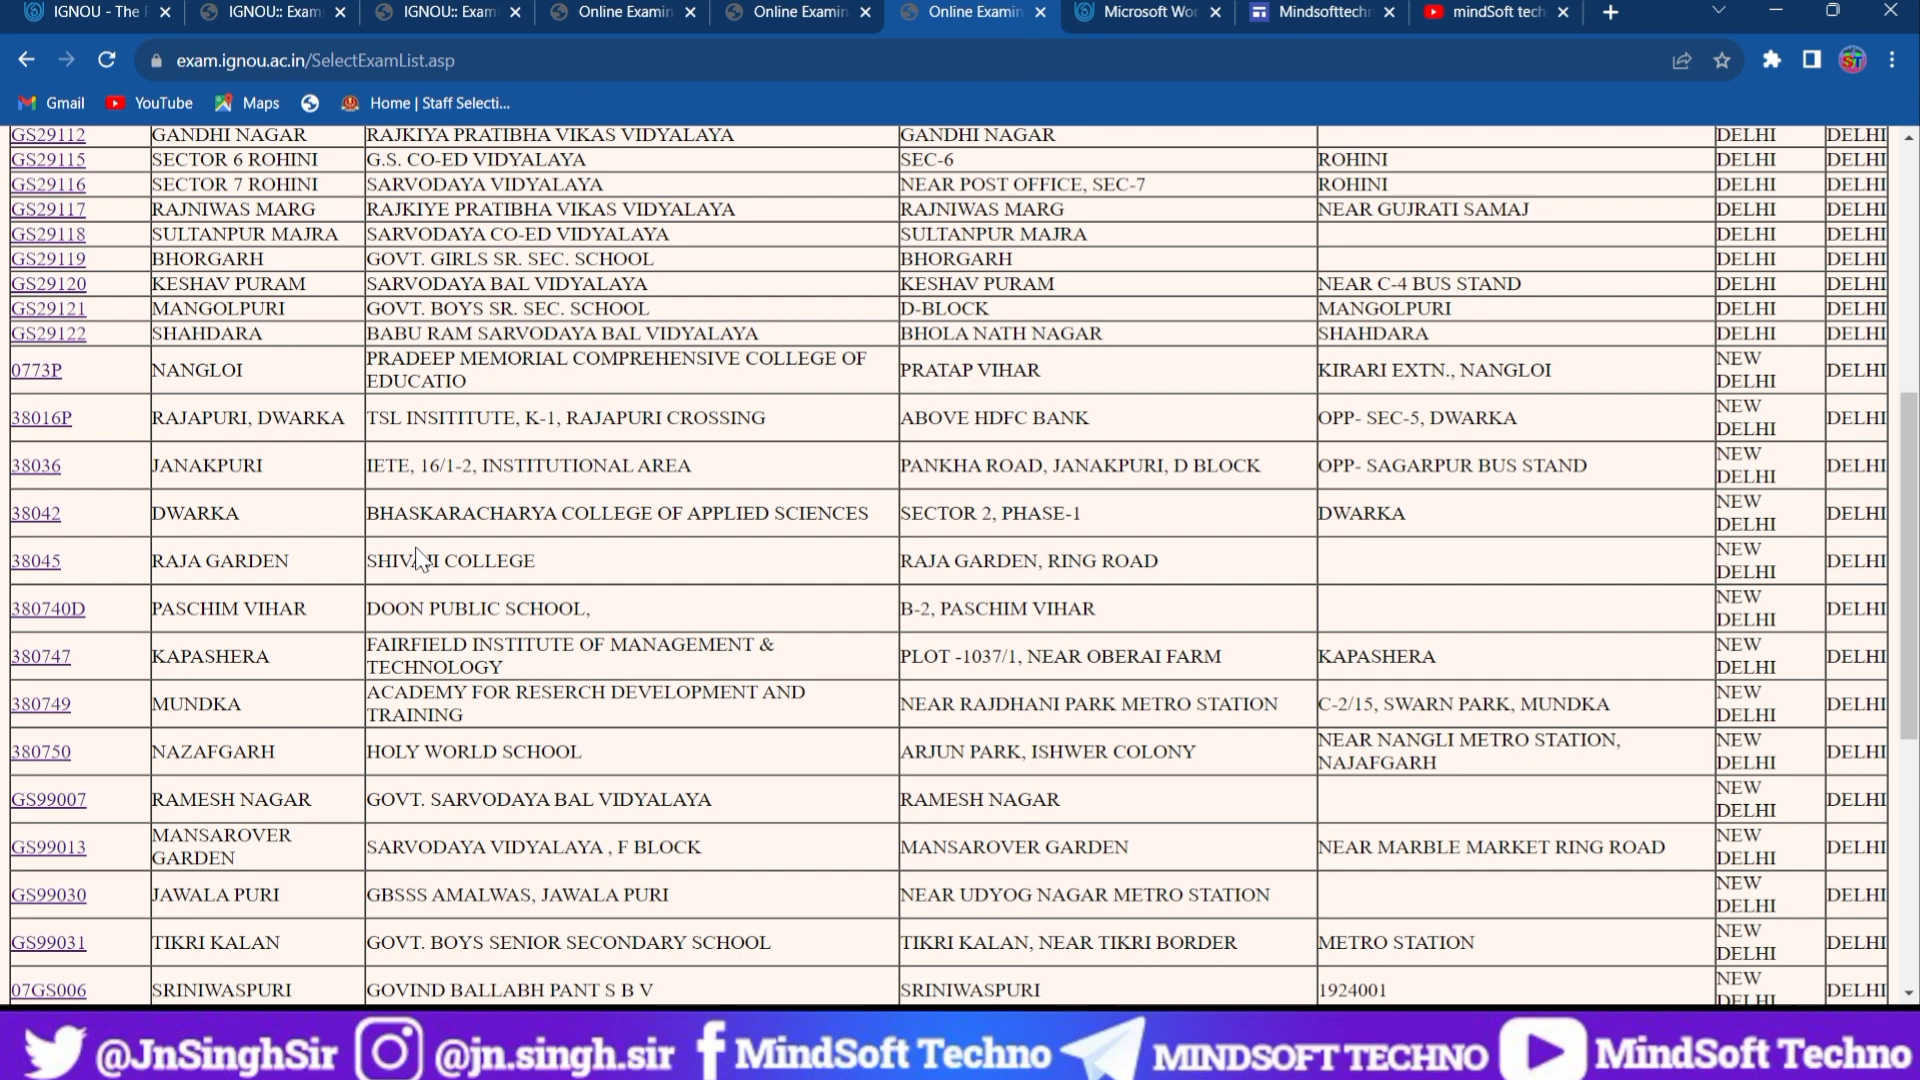 IGNOU - The
IGNOU:: Exam
IGNOU:: Exam
Online Examin
Online Examin
Online Examin
Microsoft Wor
Mindsofttech
mindSoft tech
exam.ignou.ac.in/SelectExamList.asp
Gmail YouTube Maps Home | Staff Selecti...
GS29112 GANDHI NAGAR RAJKIYA PRATIBHA VIKAS VIDYALAYA GANDHI NAGAR DELHI DELHI
GS29115 SECTOR 6 ROHINI G.S. CO-ED VIDYALAYA SEC-6 ROHINI DELHI DELHI
GS29116 SECTOR 7 ROHINI SARVODAYA VIDYALAYA NEAR POST OFFICE, SEC-7 ROHINI DELHI DELHI
GS29117 RAJNIWAS MARG RAJKIYE PRATIBHA VIKAS VIDYALAYA RAJNIWAS MARG NEAR GUJRATI SAMAJ DELHI DELHI
GS29118 SULTANPUR MAJRA SARVODAYA CO-ED VIDYALAYA SULTANPUR MAJRA DELHI DELHI
GS29119 BHORGARH GOVT. GIRLS SR. SEC. SCHOOL BHORGARH DELHI DELHI
GS29120 KESHAV PURAM SARVODAYA BAL VIDYALAYA KESHAV PURAM NEAR C-4 BUS STAND DELHI DELHI
GS29121 MANGOLPURI GOVT. BOYS SR. SEC. SCHOOL D-BLOCK MANGOLPURI DELHI DELHI
GS29122 SHAHDARA BABU RAM SARVODAYA BAL VIDYALAYA BHOLA NATH NAGAR SHAHDARA DELHI DELHI
0773P NANGLOI PRADEEP MEMORIAL COMPREHENSIVE COLLEGE OF
EDUCATIO PRATAP VIHAR KIRARI EXTN., NANGLOI NEW
DELHI DELHI
38016P RAJAPURI, DWARKA TSL INSITITUTE, K-1, RAJAPURI CROSSING ABOVE HDFC BANK OPP- SEC-5, DWARKA NEW
DELHI DELHI
38036 JANAKPURI IETE, 16/1-2, INSTITUTIONAL AREA PANKHA ROAD, JANAKPURI, D BLOCK OPP- SAGARPUR BUS STAND NEW
DELHI DELHI
38042 DWARKA BHASKARACHARYA COLLEGE OF APPLIED SCIENCES SECTOR 2, PHASE-1 DWARKA NEW
DELHI DELHI
38045 RAJA GARDEN SHIVAJI COLLEGE RAJA GARDEN, RING ROAD NEW
DELHI DELHI
380740D PASCHIM VIHAR DOON PUBLIC SCHOOL, B-2, PASCHIM VIHAR NEW
DELHI DELHI
380747 KAPASHERA FAIRFIELD INSTITUTE OF MANAGEMENT &
TECHNOLOGY PLOT -1037/1, NEAR OBERAI FARM KAPASHERA NEW
DELHI DELHI
380749 MUNDKA ACADEMY FOR RESERCH DEVELOPMENT AND
TRAINING NEAR RAJDHANI PARK METRO STATION C-2/15, SWARN PARK, MUNDKA NEW
DELHI DELHI
380750 NAZAFGARH HOLY WORLD SCHOOL ARJUN PARK, ISHWER COLONY NEAR NANGLI METRO STATION,
NAJAFGARH NEW
DELHI DELHI
GS99007 RAMESH NAGAR GOVT. SARVODAYA BAL VIDYALAYA RAMESH NAGAR NEW
DELHI DELHI
GS99013 MANSAROVER
GARDEN SARVODAYA VIDYALAYA , F BLOCK MANSAROVER GARDEN NEAR MARBLE MARKET RING ROAD NEW
DELHI DELHI
GS99030 JAWALA PURI GBSSS AMALWAS, JAWALA PURI NEAR UDYOG NAGAR METRO STATION NEW
DELHI DELHI
GS99031 TIKRI KALAN GOVT. BOYS SENIOR SECONDARY SCHOOL TIKRI KALAN, NEAR TIKRI BORDER METRO STATION NEW
DELHI DELHI
07GS006 SRINIWASPURI GOVIND BALLABH PANT S B V SRINIWASPURI 1924001 NEW
DELHI DELHI
@JnSinghSir @jn.singh.sir MindSoft Techno MINDSOFT TECHNO MindSoft Techno